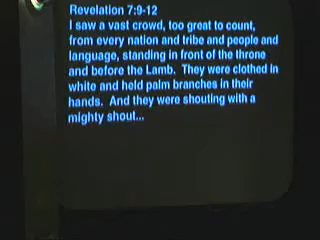 Revelation 7:9-12
I saw a vast crowd, too great to count,
from every nation and tribe and people and
language, standing in front of the throne
and before the Lamb. They were clothed in
white and held palm branches in their
hands. And they were shouting with a
mighty shout...